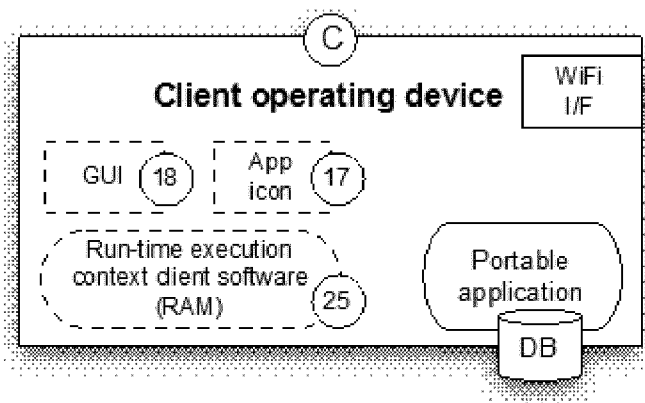 C
Client operating device
WiFi
I/F
GUI
18
App
icon
17
Run-time execution
context client software
(RAM)
25
Portable
application
DB